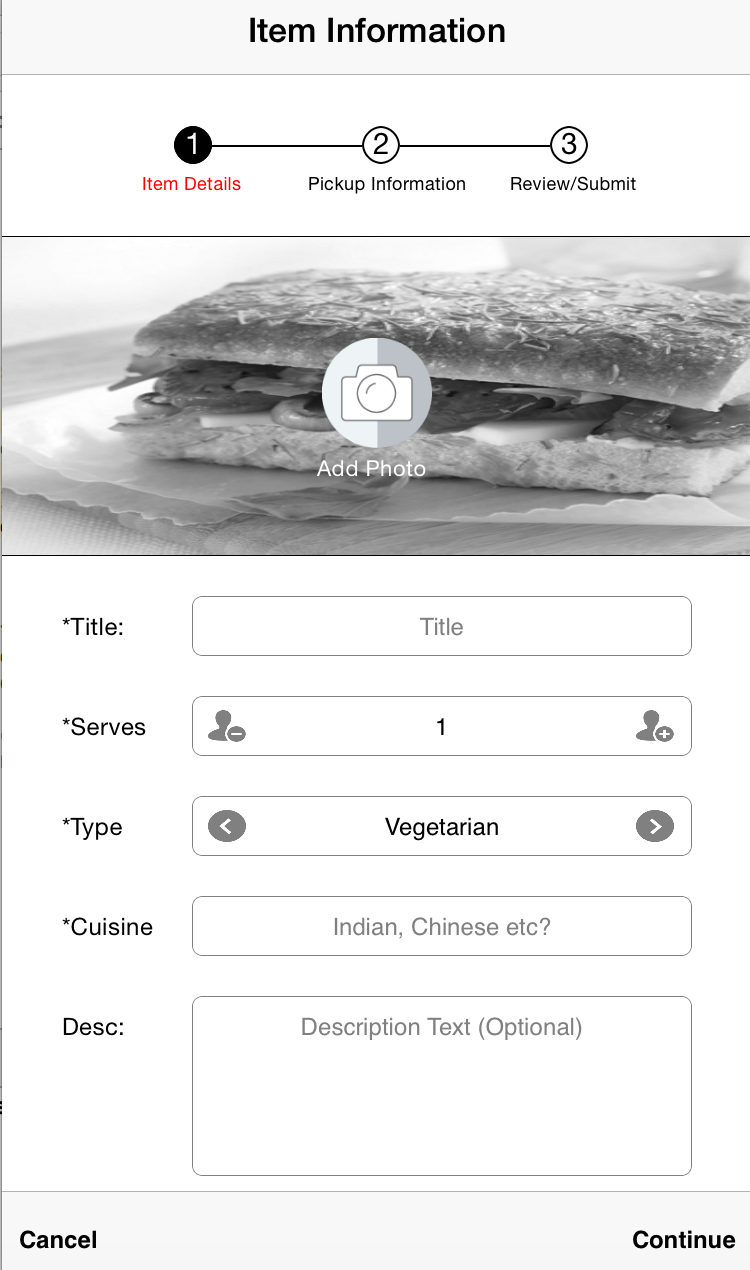 Item Information
1 2 3
Item Details Pickup Information Review/Submit
Add Photo
*Title: Title
*Serves 1
*Type Vegetarian
*Cuisine Indian, Chinese etc?
Desc: Description Text (Optional)
Cancel Continue